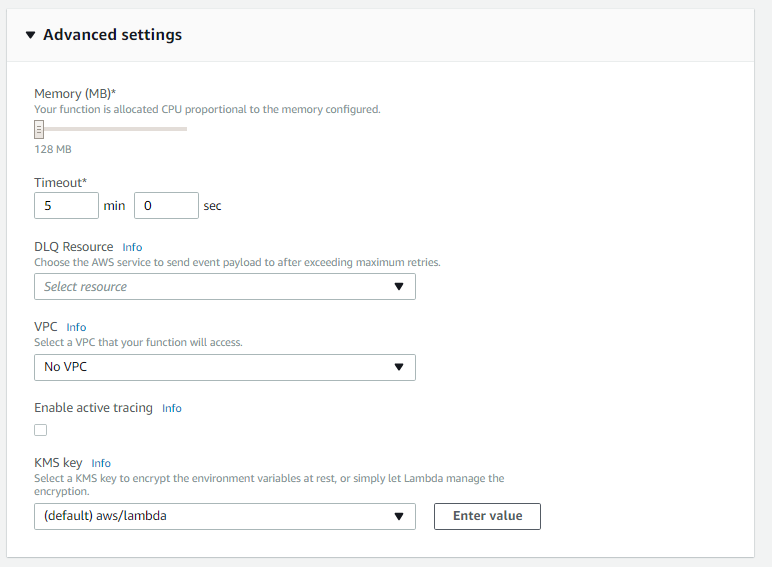 Advanced settings
Memory (MB)*
Your function is allocated CPU proportional to the memory configured.
128 MB
Timeout*
5 min 0 sec
DLQ Resource Info
Choose the AWS service to send event payload to after exceeding maximum retries.
Select resource
VPC Info
Select a VPC that your function will access.
No VPC
Enable active tracing Info
KMS key Info
Select a KMS key to encrypt the environment variables at rest, or simply let Lambda manage the
encryption.
(default) aws/lambda Enter value